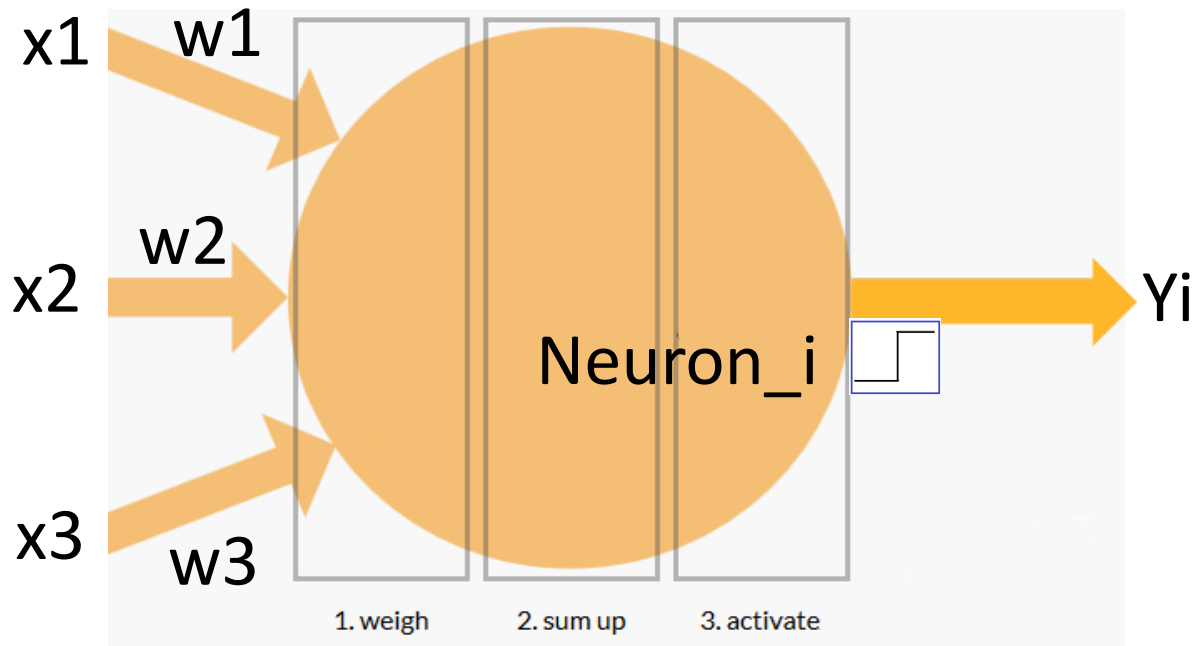 x1
w1
w2
x2
Yi
Neuron_i
x3
w3
1. weigh
2. sum up
3. activate